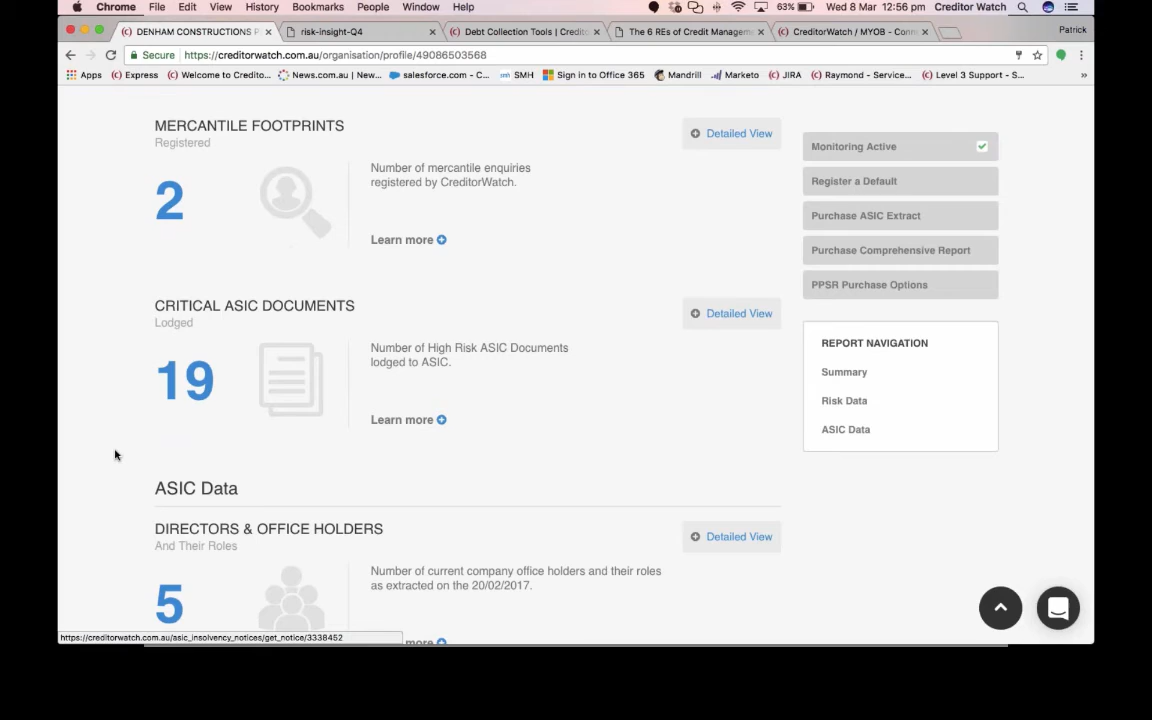 Chrome File Edit View History Bookmarks People Window Help 63% Wed 8 Mar 12:56 pm Creditor Watch
DENHAM CONSTRUCTIONS P risk-insight-Q4 Debt Collection Tools | Credito The 6 REs of Credit Manageme CreditorWatch / MYOB - Conn Patrick
Secure https://creditorwatch.com.au/organisation/profile/49086503568
Apps Express Welcome to Credito... News.com.au | New... salesforce.com - C... SMH Sign in to Office 365 Mandrill Marketo JIRA Raymond - Service... Level 3 Support - S... »
MERCANTILE FOOTPRINTS
Registered
Detailed View
2
Number of mercantile enquiries
registered by CreditorWatch.
Learn more
CRITICAL ASIC DOCUMENTS
Lodged
Detailed View
19
Number of High Risk ASIC Documents
lodged to ASIC.
Learn more
ASIC Data
DIRECTORS & OFFICE HOLDERS
And Their Roles
Detailed View
5
Number of current company office holders and their roles
as extracted on the 20/02/2017.
more
Monitoring Active
Register a Default
Purchase ASIC Extract
Purchase Comprehensive Report
PPSR Purchase Options
REPORT NAVIGATION
Summary
Risk Data
ASIC Data
https://creditorwatch.com.au/asic_insolvency_notices/get_notice/3338452